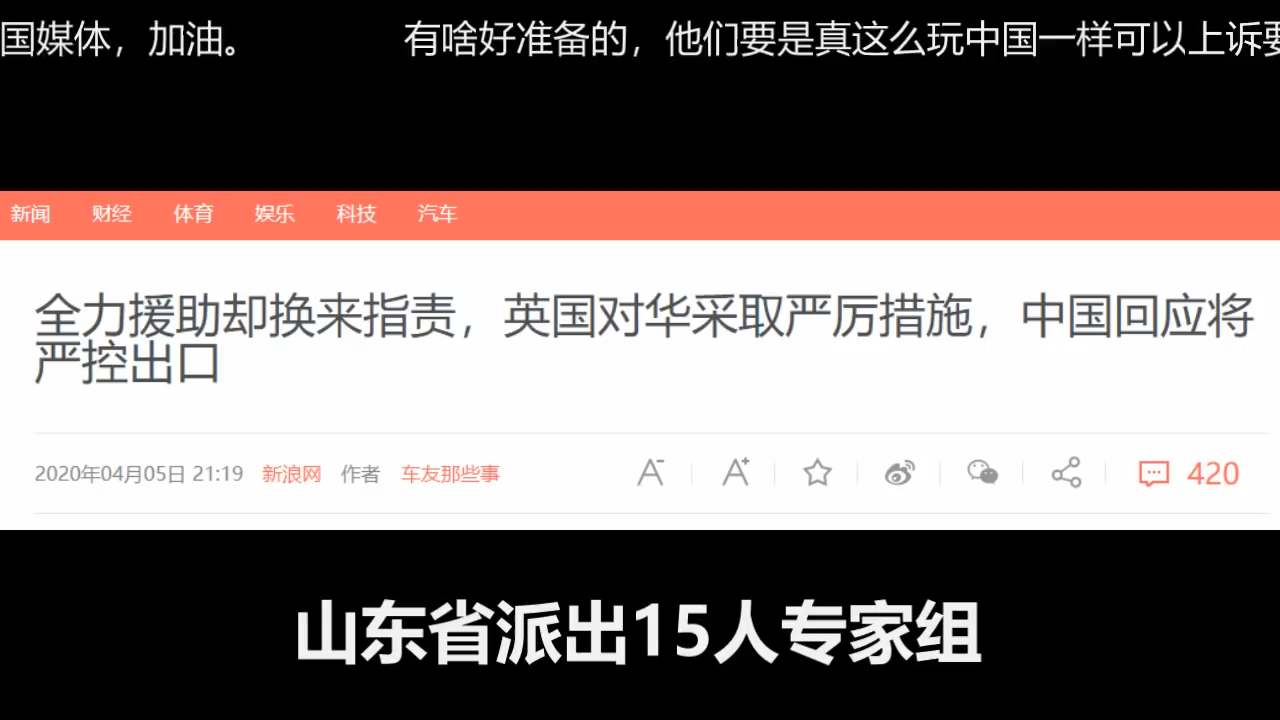 国媒体，加油。 有啥好准备的，他们要是真这么玩中国一样可以上诉要
新闻 财经 体育 娱乐 科技 汽车
全力援助却换来指责，英国对华采取严厉措施，中国回应将
严控出口
2020年04月05日 21:19 新浪网 作者 车友那些事 A- A+ 420
山东省派出15人专家组